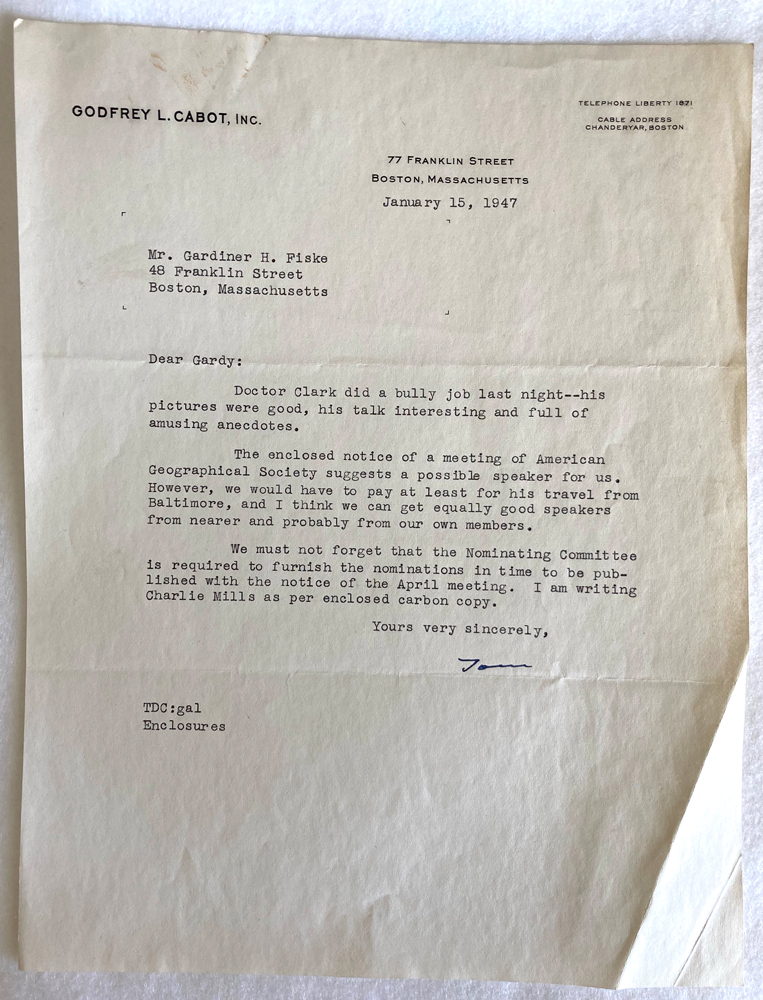 GODFREY L. CABOT, INC.
TELEPHONE LIBERTY 1871
CABLE ADDRESS
CHANDERYAR, BOSTON
77 FRANKLIN STREET
BOSTON, MASSACHUSETTS
January 15, 1947
Mr. Gardiner H. Fiske
48 Franklin Street
Boston, Massachusetts
Dear Gardy:
Doctor Clark did a bully job last night--his
pictures were good, his talk interesting and full of
amusing anecdotes.
The enclosed notice of a meeting of American
Geographical Society suggests a possible speaker for us.
However, we would have to pay at least for his travel from
Baltimore, and I think we can get equally good speakers
from nearer and probably from our own members.
We must not forget that the Nominating Committee
is required to furnish the nominations in time to be pub-
lished with the notice of the April meeting.  I am writing
Charlie Mills as per enclosed carbon copy.
Yours very sincerely,
Tom
TDC:gal
Enclosures